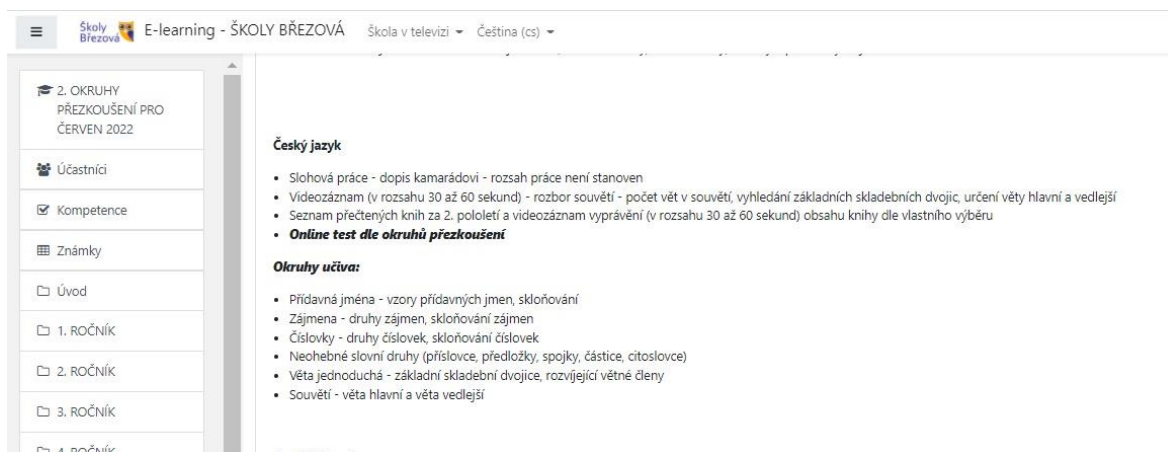 Školy
Březová
E-learning - ŠKOLY BŘEZOVÁ
Škola v televizi
Čeština (cs)
2. OKRUHY
PŘEZKOUŠENÍ PRO
ČERVEN 2022
Účastníci
Kompetence
Známky
Úvod
1. ROČNÍK
2. ROČNÍK
3. ROČNÍK
4. ROČNÍK
Český jazyk
• Slohová práce - dopis kamarádovi - rozsah práce není stanoven
• Videozáznam (v rozsahu 30 až 60 sekund) - rozbor souvětí - počet vět v souvětí, vyhledání základních skladebních dvojic, určení věty hlavní a vedlejší
• Seznam přečtených knih za 2. pololetí a videozáznam vyprávění (v rozsahu 30 až 60 sekund) obsahu knihy dle vlastního výběru
• Online test dle okruhů přezkoušení
Okruhy učiva:
• Přídavná jména - vzory přídavných jmen, skloňování
• Zájmena - druhy zájmen, skloňování zájmen
• Číslovky - druhy číslovek, skloňování číslovek
• Neohebné slovní druhy (příslovce, předložky, spojky, částice, citoslovce)
• Věta jednoduchá - základní skladební dvojice, rozvíjející větné členy
• Souvětí - věta hlavní a věta vedlejší